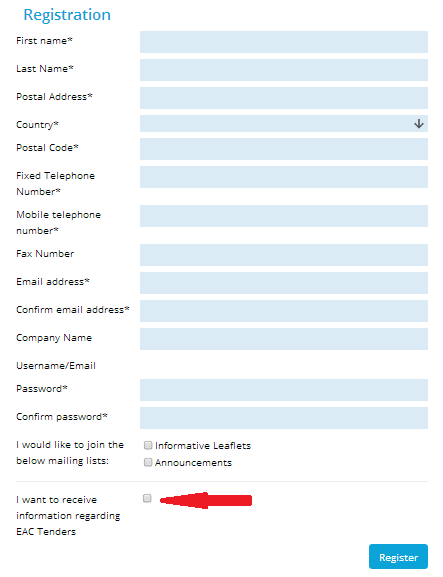 Registration
First name*
Last Name*
Postal Address*
Country*
Postal Code*
Fixed Telephone
Number*
Mobile telephone
number*
Fax Number
Email address*
Confirm email address*
Company Name
Username/Email
Password*
Confirm password*
I would like to join the
below mailing lists:
Informative Leaflets
Announcements
I want to receive
information regarding
EAC Tenders
Register